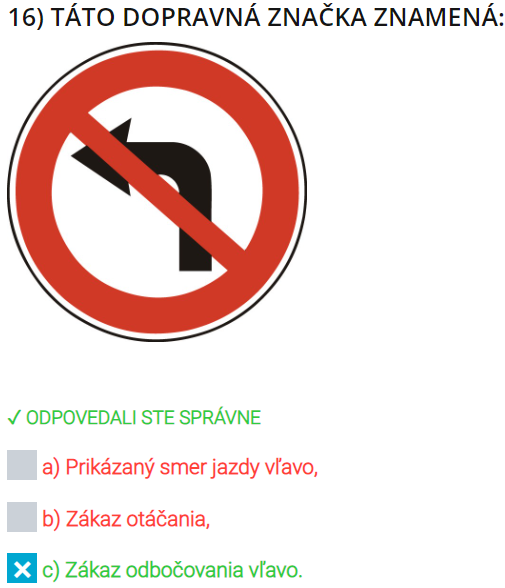 16) TÁTO DOPRAVNÁ ZNAČKA ZNAMENÁ:
✓ ODPOVEDALI STE SPRÁVNE
a) Prikázaný smer jazdy vľavo,
b) Zákaz otáčania,
c) Zákaz odbočovania vľavo.